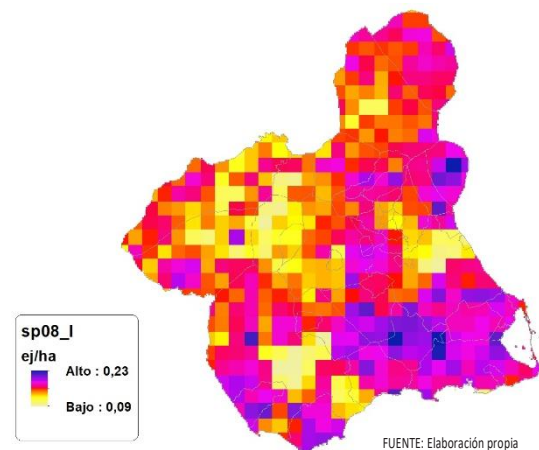 sp08_I
ej/ha
Alto : 0,23
Bajo : 0,09
FUENTE: Elaboración propia